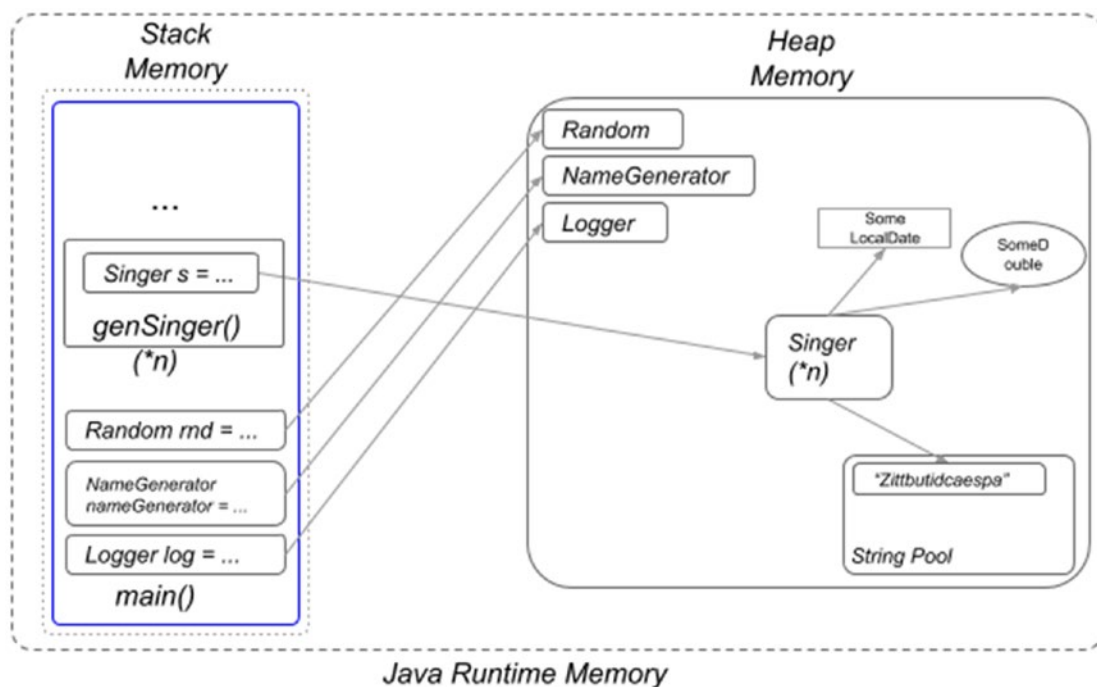 Stack
Memory
...
Singer s = ...
genSinger()
(*n)
Random rnd = ...
NameGenerator
nameGenerator = ...
Logger log = ...
main()
Heap
Memory
Random
NameGenerator
Logger
Some
LocalDate
SomeD
ouble
Singer
(*n)
"Zittbutidcaespa"
String Pool
Java Runtime Memory